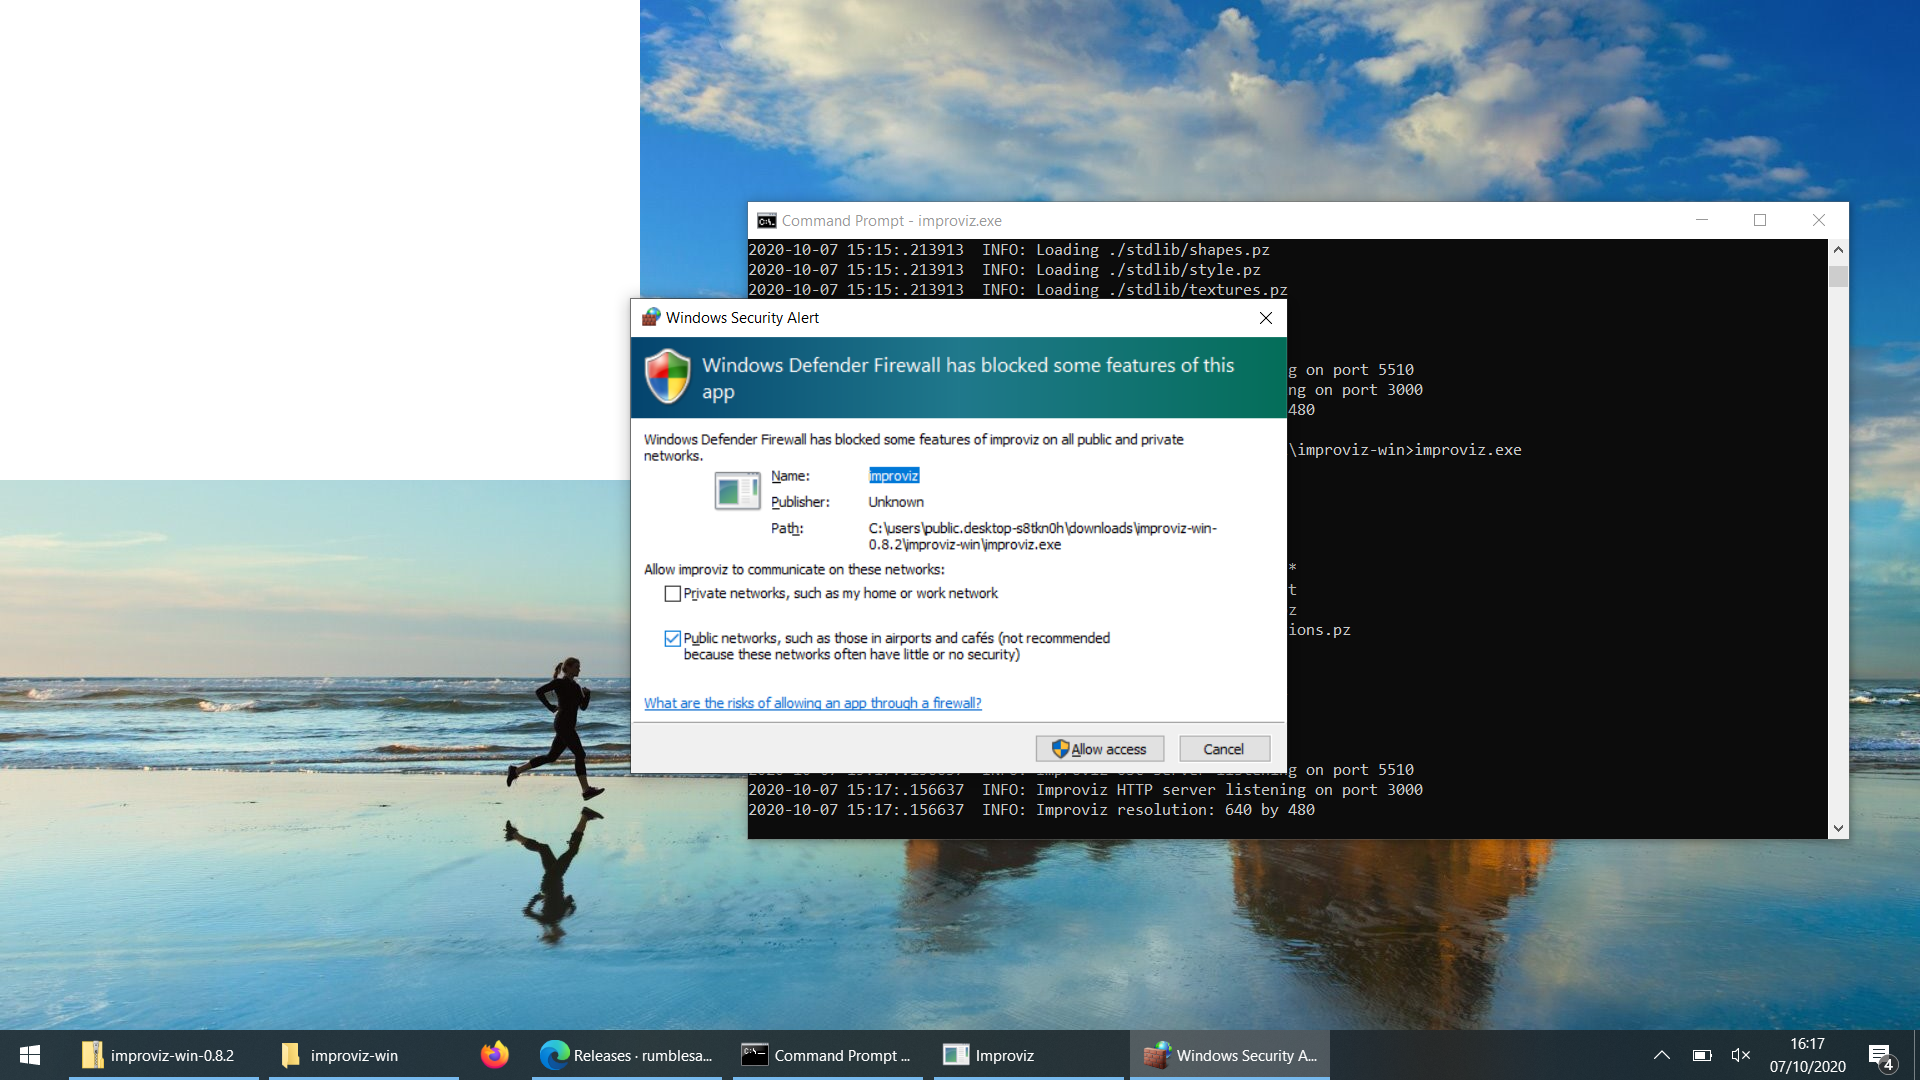 Command Prompt - improviz.exe
2020-10-07 15:15:.213913  INFO: Loading ./stdlib/shapes.pz
2020-10-07 15:15:.213913  INFO: Loading ./stdlib/style.pz
2020-10-07 15:15:.213913  INFO: Loading ./stdlib/textures.pz
g on port 5510
ng on port 3000
480
\improviz-win>improviz.exe
*
t
z
ions.pz
Windows Security Alert
Windows Defender Firewall has blocked some features of this
app
Windows Defender Firewall has blocked some features of improviz on all public and private
networks.
Name: improviz
Publisher: Unknown
Path: C:\users\public.desktop-s8tkn0h\downloads\improviz-win-
0.8.2\improviz-win\improviz.exe
Allow improviz to communicate on these networks:
Private networks, such as my home or work network
Public networks, such as those in airports and cafés (not recommended
because these networks often have little or no security)
What are the risks of allowing an app through a firewall?
Allow access Cancel
g on port 5510
2020-10-07 15:17:.156637  INFO: Improviz HTTP server listening on port 3000
2020-10-07 15:17:.156637  INFO: Improviz resolution: 640 by 480
improviz-win-0.8.2 improviz-win Releases · rumblesa... Command Prompt ... Improviz Windows Security A... 16:17
07/10/2020 4